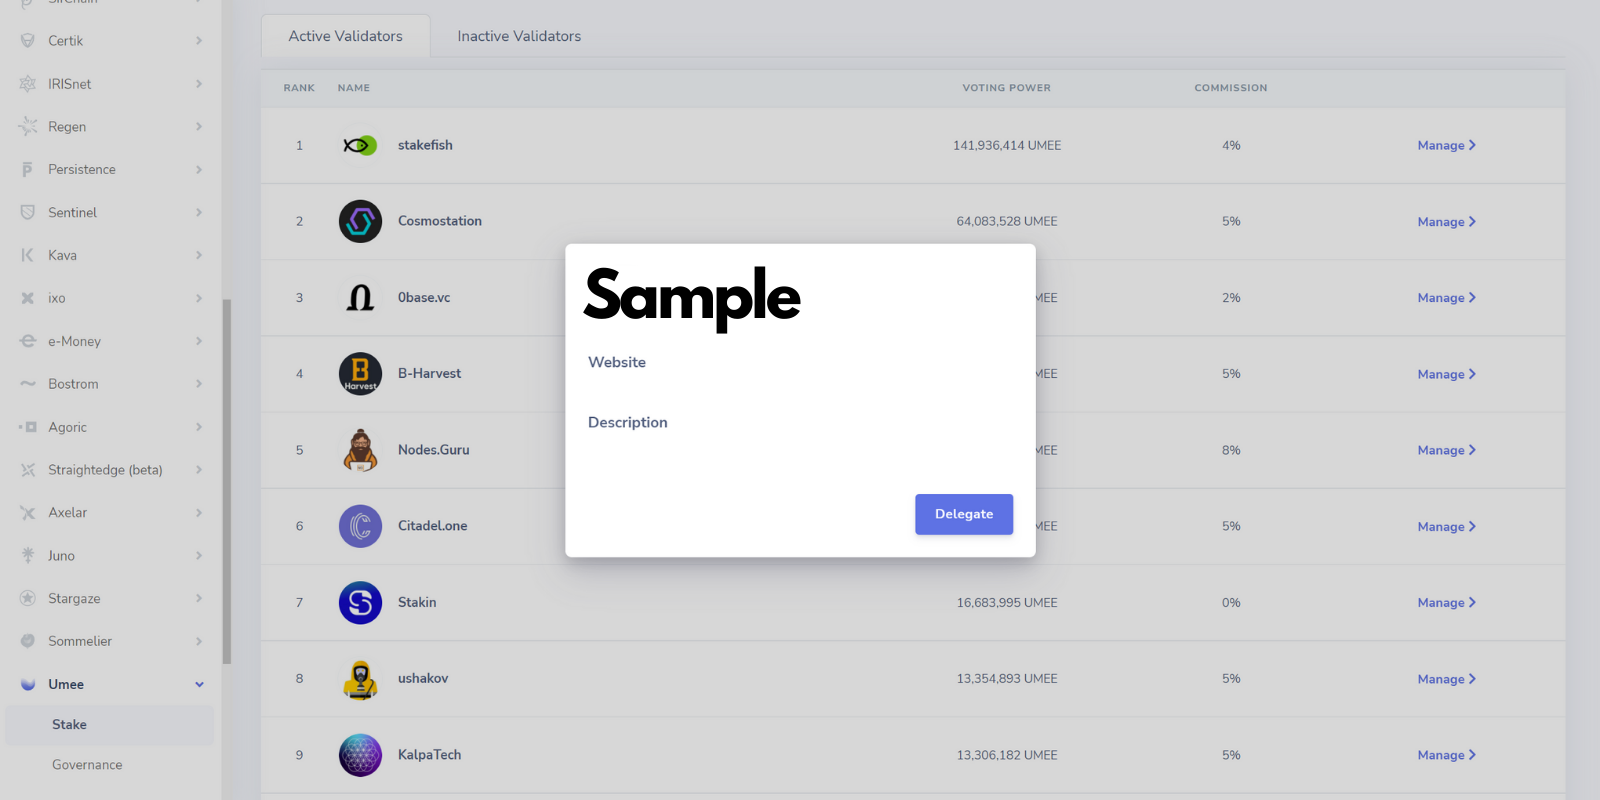 SirChain
Certik
IRISnet
Regen
Persistence
Sentinel
Kava
ixo
e-Money
Bostrom
Agoric
Straightedge (beta)
Axelar
Juno
Stargaze
Sommelier
Umee
Stake
Governance
Active Validators Inactive Validators
RANK NAME VOTING POWER COMMISSION
1 stakefish 141,936,414 UMEE 4% Manage
2 Cosmostation 64,083,528 UMEE 5% Manage
3 0base.vc MEE 2% Manage
4 B Harvest B-Harvest MEE 5% Manage
5 Nodes.Guru MEE 8% Manage
6 Citadel.one MEE 5% Manage
7 Stakin 16,683,995 UMEE 0% Manage
8 ushakov 13,354,893 UMEE 5% Manage
9 KalpaTech 13,306,182 UMEE 5% Manage
Sample
Website
Description
Delegate